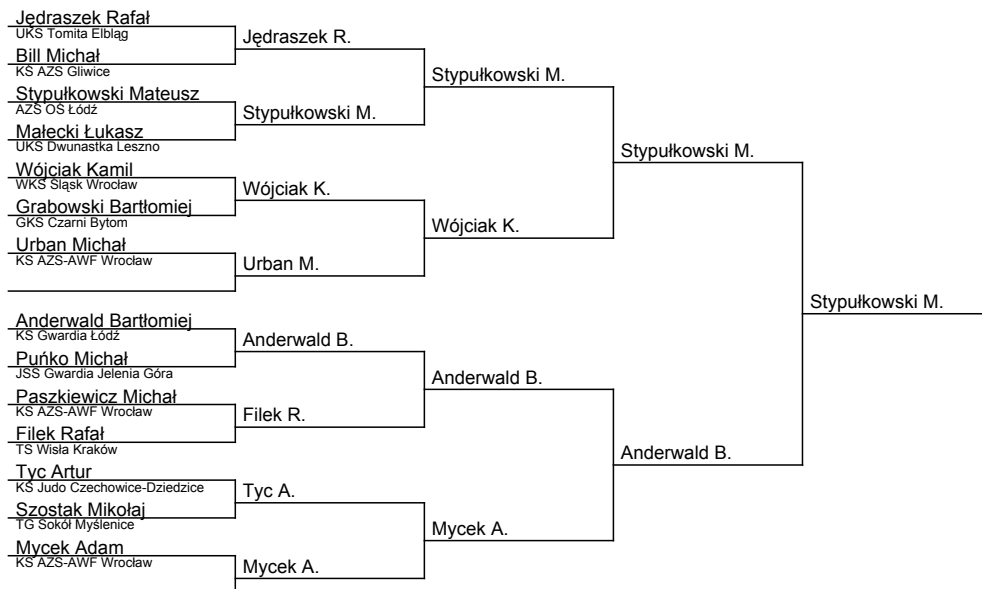 Jędraszek Rafał
UKS Tomita Elbląg
Bill Michał
KS AZS Gliwice
Stypułkowski Mateusz
AZS OŚ Łódź
Małecki Łukasz
UKS Dwunastka Leszno
Wójciak Kamil
WKS Śląsk Wrocław
Grabowski Bartłomiej
GKS Czarni Bytom
Urban Michał
KS AZS-AWF Wrocław
Anderwald Bartłomiej
KS Gwardia Łódź
Puńko Michał
JSS Gwardia Jelenia Góra
Paszkiewicz Michał
KS AZS-AWF Wrocław
Filek Rafał
TS Wisła Kraków
Tyc Artur
KS Judo Czechowice-Dziedzice
Szostak Mikołaj
TG Sokół Myślenice
Mycek Adam
KS AZS-AWF Wrocław
Jędraszek R.
Stypułkowski M.
Wójciak K.
Urban M.
Anderwald B.
Filek R.
Tyc A.
Mycek A.
Stypułkowski M.
Wójciak K.
Anderwald B.
Mycek A.
Stypułkowski M.
Anderwald B.
Stypułkowski M.